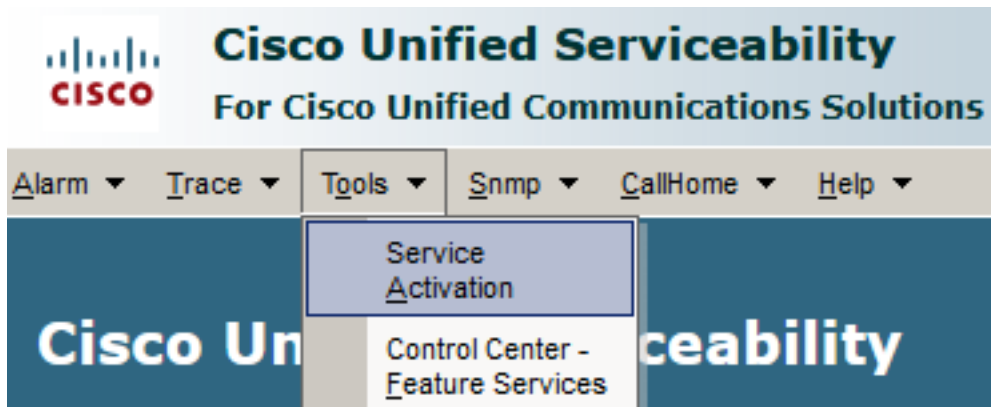 Cisco Unified Serviceability
CISCO
For Cisco Unified Communications Solutions
Alarm Trace Tools Snmp CallHome Help
Service
Activation
Cisco Un ceability
Control Center -
Feature Services